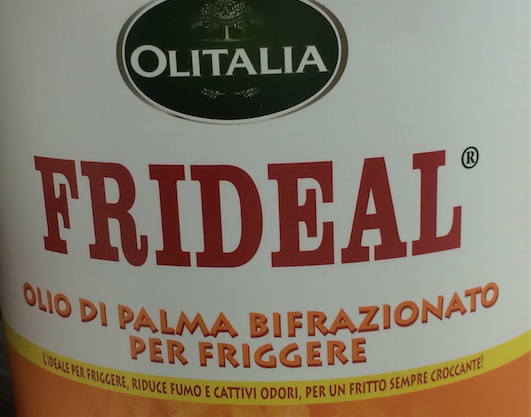 OLITALIA
FRIDEAL®
OLIO DI PALMA BIFRAZIONATO
PER FRIGGERE
L'IDEALE PER FRIGGERE, RIDUCE FUMO E CATTIVI ODORI, PER UN FRITTO SEMPRE CROCCANTE!